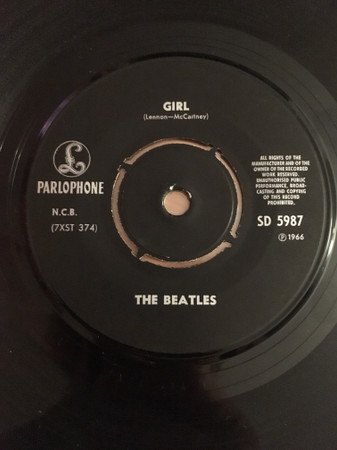 GIRL
(Lennon—McCartney)
£
PARLOPHONE
N.C.B.
(7XST 374)
ALL RIGHTS OF THE
MANUFACTURER AND OF THE
OWNER OF THE RECORDED
WORK RESERVED.
UNAUTHORISED PUBLIC
PERFORMANCE, BROAD-
CASTING AND COPYING
OF THIS RECORD
PROHIBITED.
SD 5987
℗ 1966
THE BEATLES